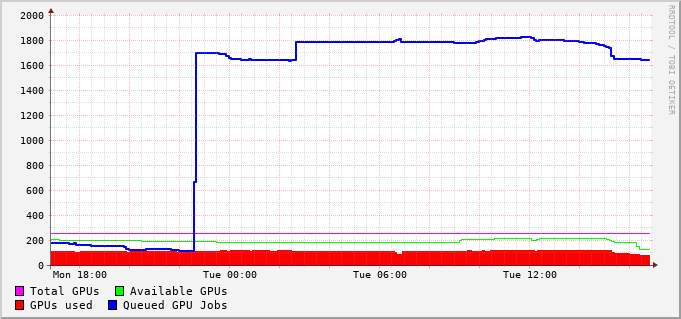 2000
1800
1600
1400
1200
1000
800
600
400
200
0
Mon 18:00 Tue 00:00 Tue 06:00 Tue 12:00
Total GPUs Available GPUs
GPUs used Queued GPU Jobs
RRDTOOL / TOBI OETIKER